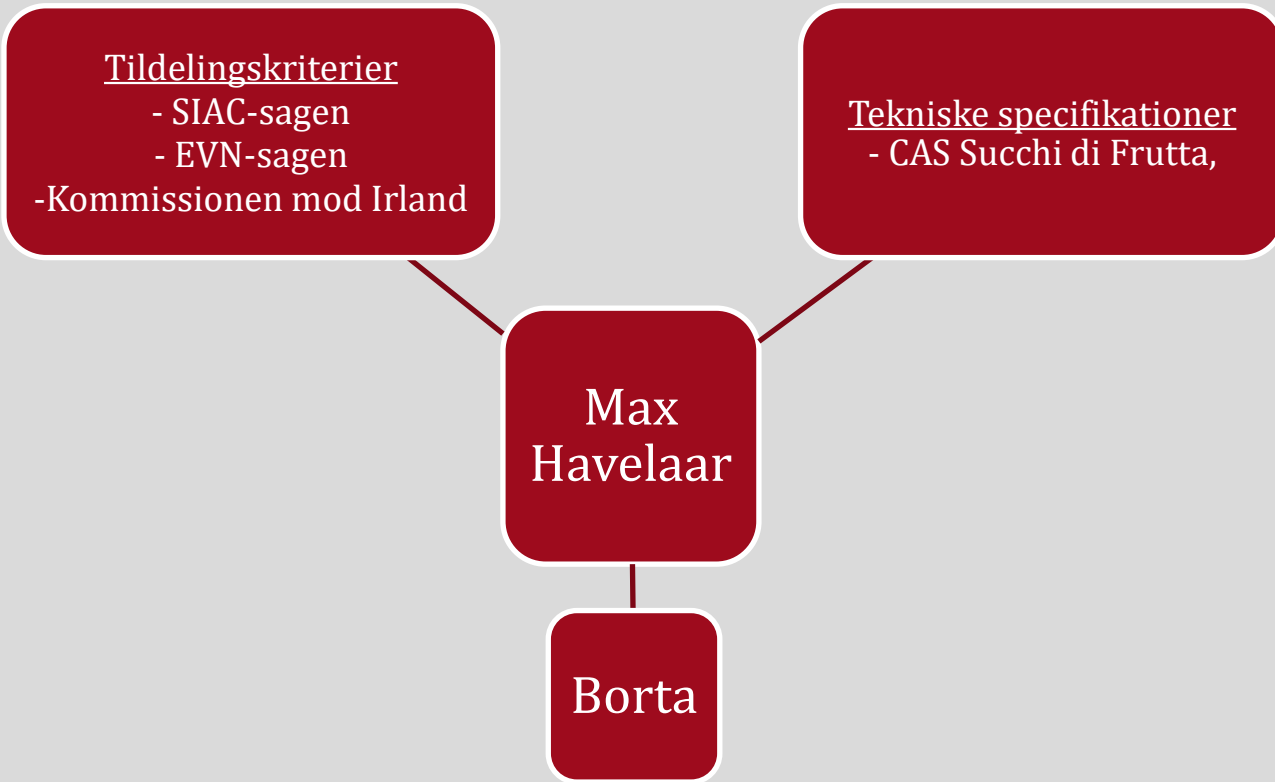 Tildelingskriterier
- SIAC-sagen
- EVN-sagen
-Kommissionen mod Irland
Tekniske specifikationer
- CAS Succhi di Frutta,
Max
Havelaar
Borta